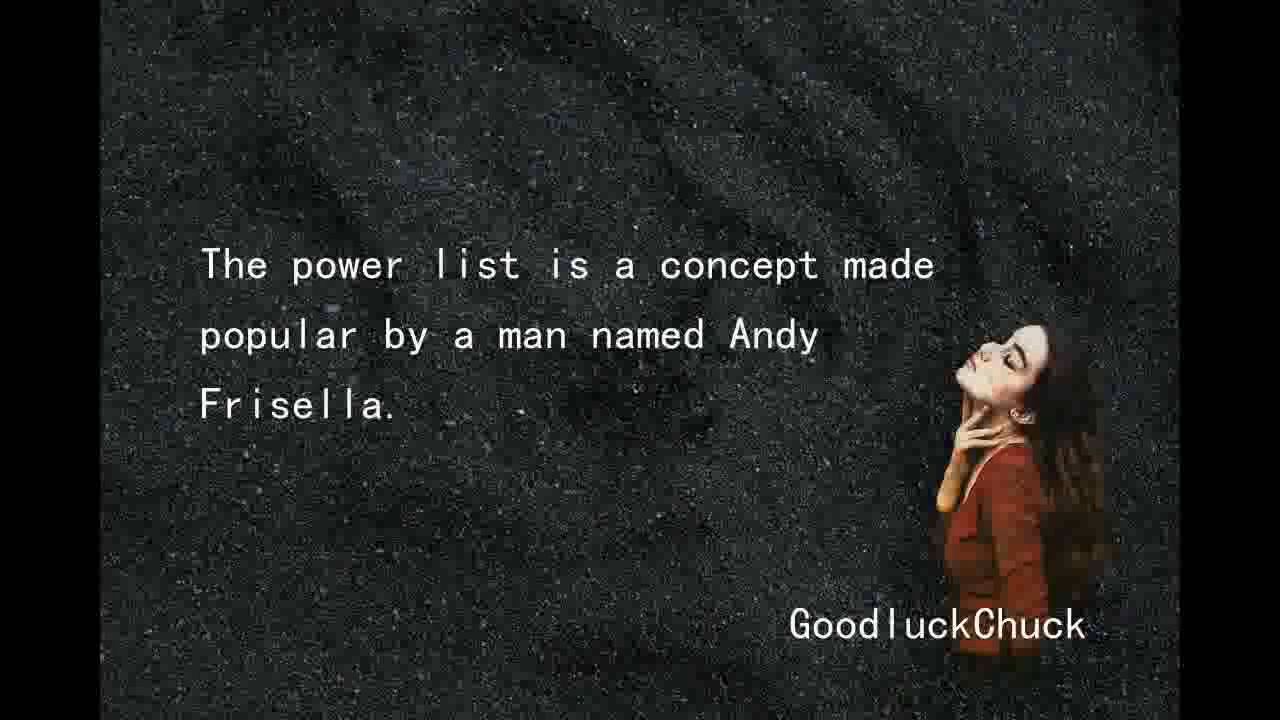 The power list is a concept made
popular by a man named Andy
Frisella.
GoodluckChuck